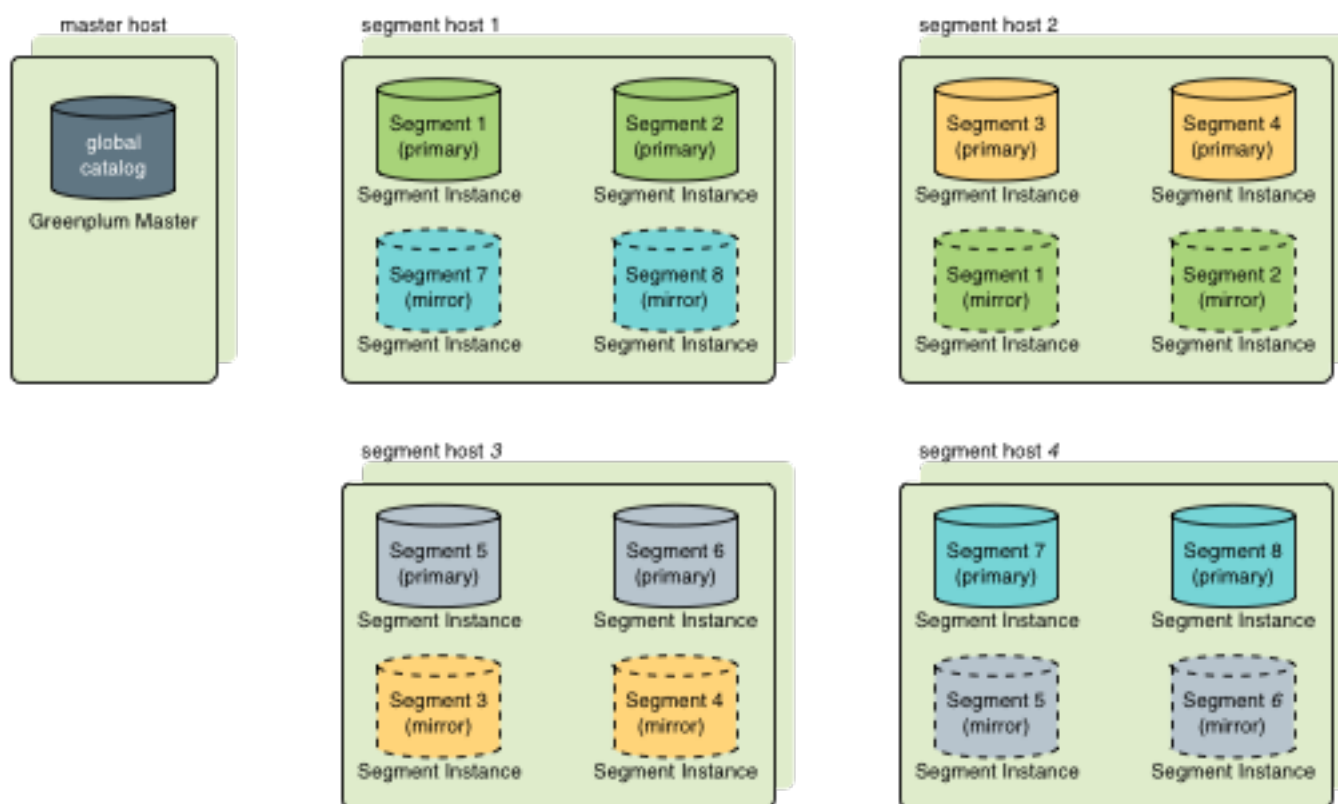 master host
global
catalog
Greenplum Master
segment host 1
Segment 1
(primary)
Segment Instance
Segment 2
(primary)
Segment Instance
Segment 7
(mirror)
Segment Instance
Segment 8
(mirror)
Segment Instance
segment host 2
Segment 3
(primary)
Segment Instance
Segment 4
(primary)
Segment Instance
Segment 1
(mirror)
Segment Instance
Segment 2
(mirror)
Segment Instance
segment host 3
Segment 5
(primary)
Segment Instance
Segment 6
(primary)
Segment Instance
Segment 3
(mirror)
Segment Instance
Segment 4
(mirror)
Segment Instance
segment host 4
Segment 7
(primary)
Segment Instance
Segment 8
(primary)
Segment Instance
Segment 5
(mirror)
Segment Instance
Segment 6
(mirror)
Segment Instance